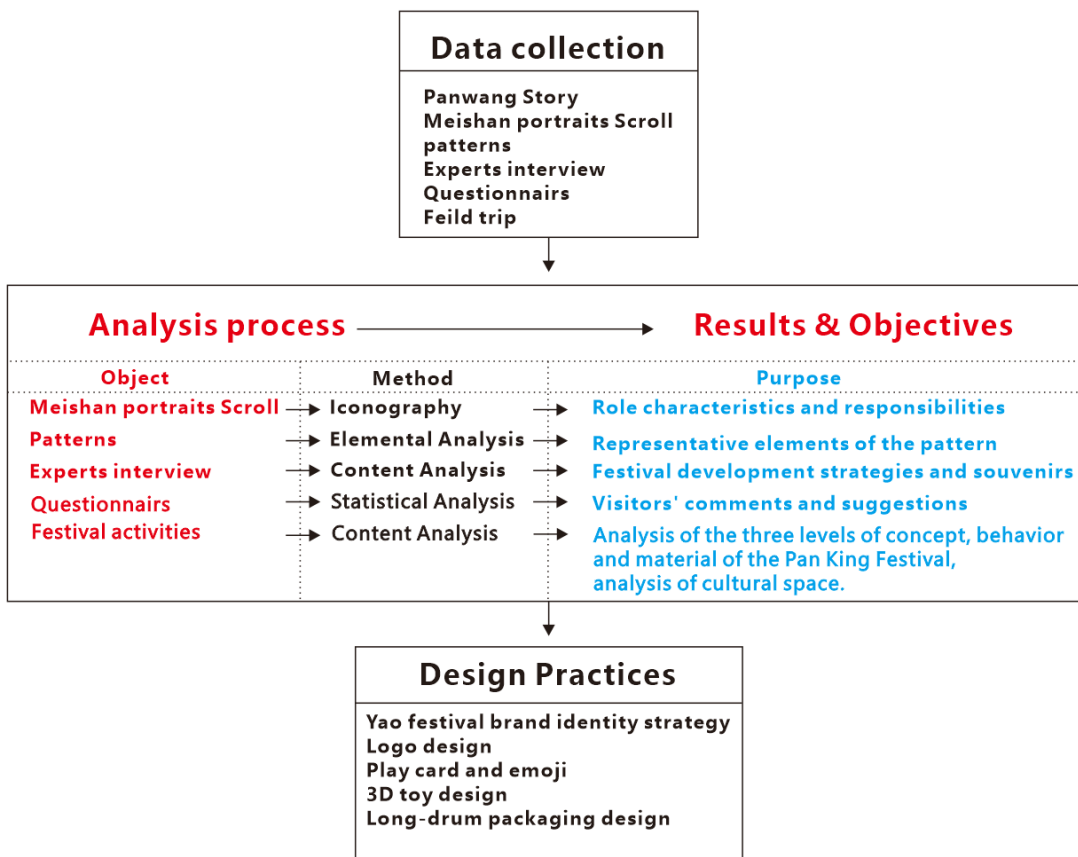 Data collection
Panwang Story
Meishan portraits Scroll
patterns
Experts interview
Questionnairs
Feild trip
Analysis process
Results & Objectives
Object
Method
Purpose
Meishan portraits Scroll
Iconography
Role characteristics and responsibilities
Patterns
Elemental Analysis
Representative elements of the pattern
Experts interview
Content Analysis
Festival development strategies and souvenirs
Questionnairs
Statistical Analysis
Visitors' comments and suggestions
Festival activities
Content Analysis
Analysis of the three levels of concept, behavior
and material of the Pan King Festival,
analysis of cultural space.
Design Practices
Yao festival brand identity strategy
Logo design
Play card and emoji
3D toy design
Long-drum packaging design